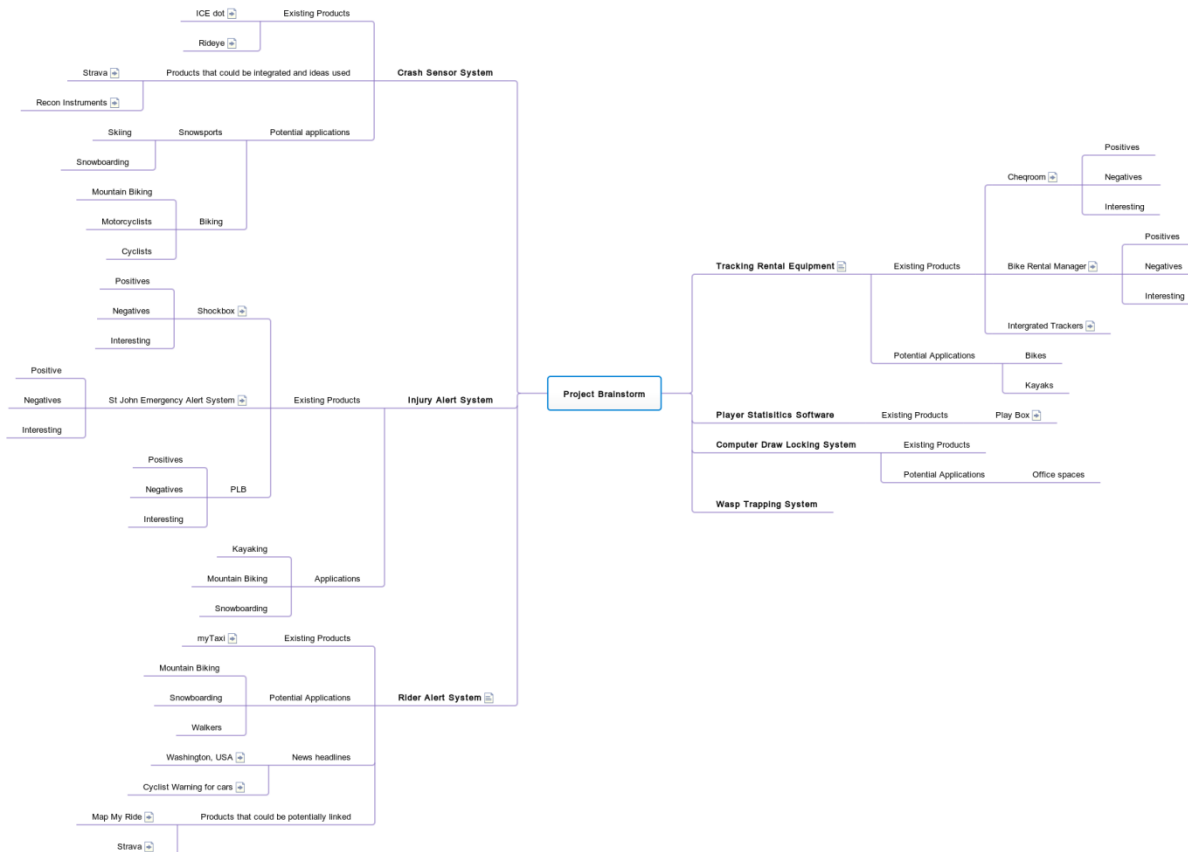 Project Brainstorm
Crash Sensor System
Existing Products
ICE dot
Rideye
Products that could be integrated and ideas used
Strava
Recon Instruments
Potential applications
Snowsports
Skiing
Snowboarding
Biking
Mountain Biking
Motorcyclists
Cyclists
Injury Alert System
Existing Products
Shockbox
Positives
Negatives
Interesting
St John Emergency Alert System
Positive
Negatives
Interesting
PLB
Positives
Negatives
Interesting
Applications
Kayaking
Mountain Biking
Snowboarding
Rider Alert System
Existing Products
myTaxi
Potential Applications
Mountain Biking
Snowboarding
Walkers
News headlines
Washington, USA
Cyclist Warning for cars
Products that could be potentially linked
Map My Ride
Strava
Tracking Rental Equipment
Existing Products
Cheqroom
Positives
Negatives
Interesting
Bike Rental Manager
Positives
Negatives
Interesting
Intergrated Trackers
Potential Applications
Bikes
Kayaks
Player Statisitics Software
Existing Products
Play Box
Computer Draw Locking System
Existing Products
Potential Applications
Office spaces
Wasp Trapping System